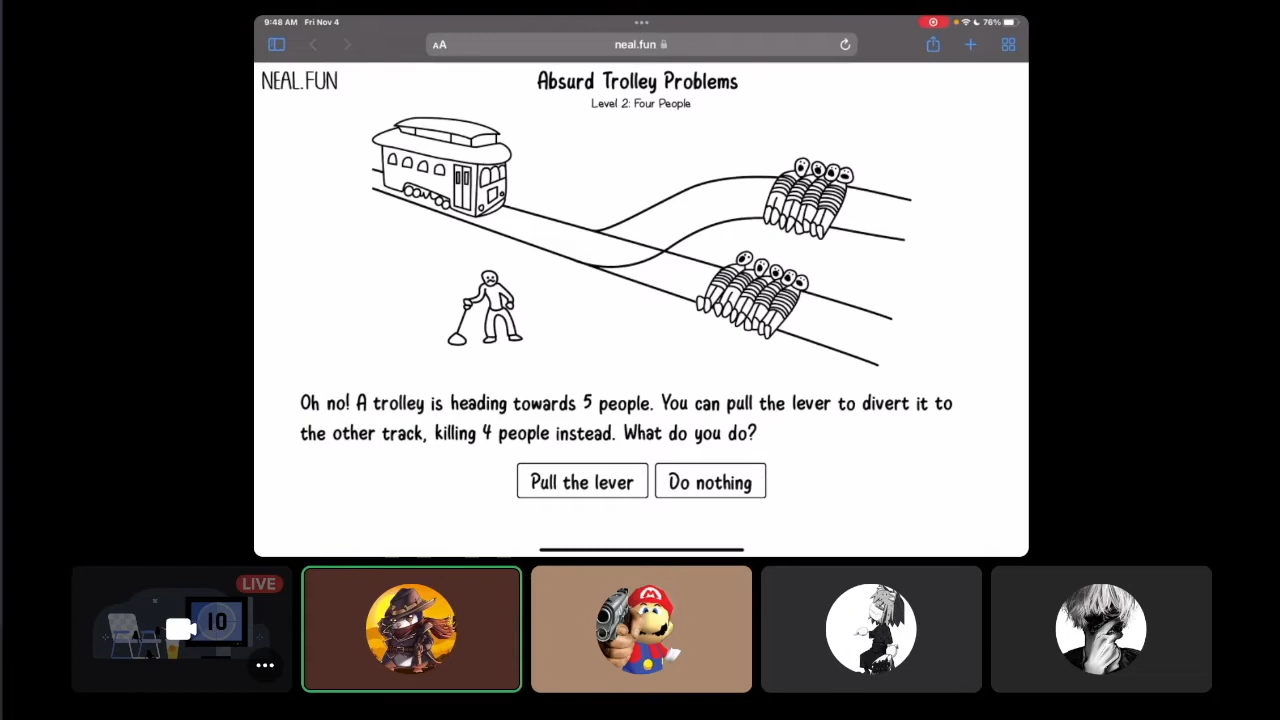 9:48 AM Fri Nov 4
76%
AA
neal.fun
NEAL.FUN
Absurd Trolley Problems
Level 2: Four People
Oh no! A trolley is heading towards 5 people. You can pull the lever to divert it to
the other track, killing 4 people instead. What do you do?
Pull the lever
Do nothing
LIVE
10